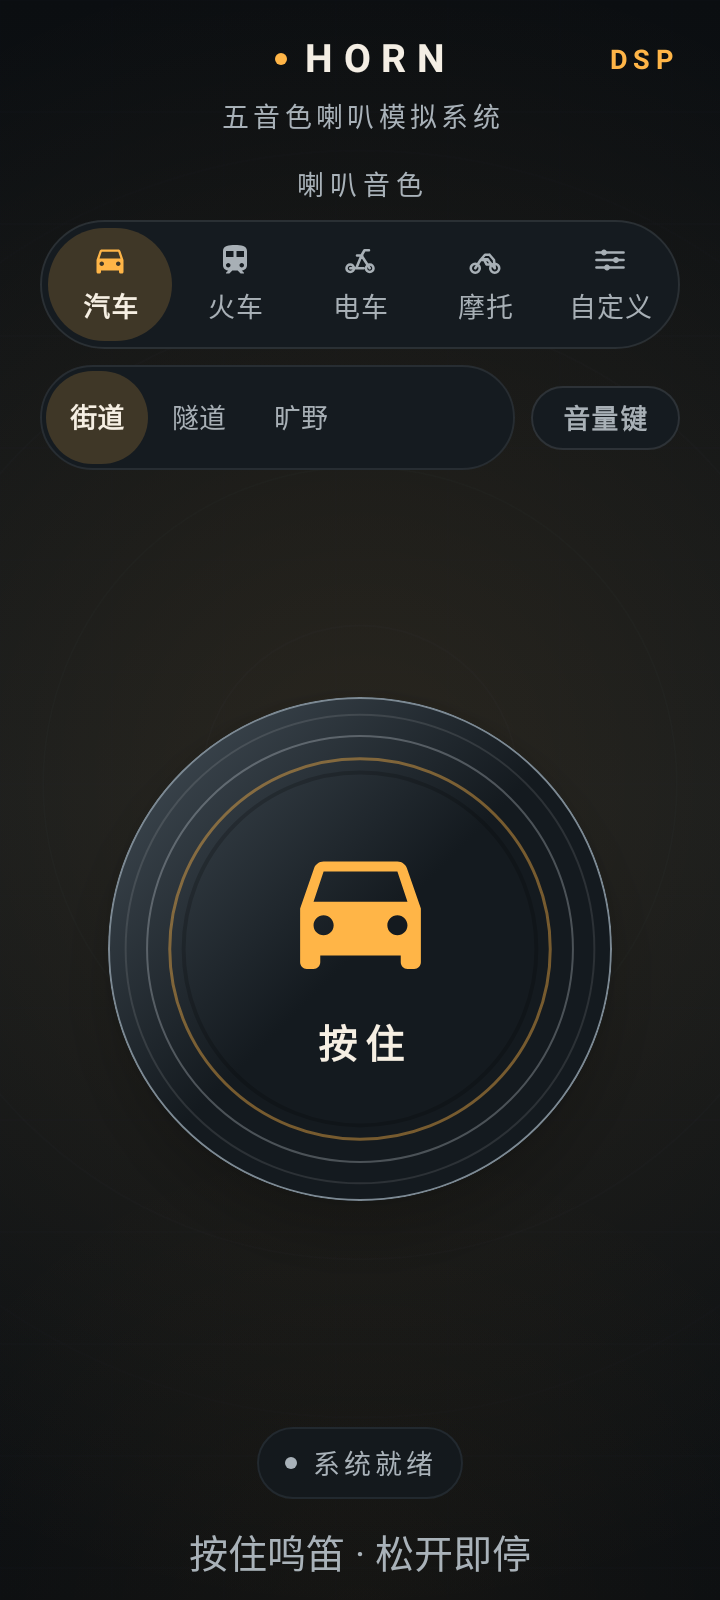 HORN
DSP
五音色喇叭模拟系统
喇叭音色
汽车 火车 电车 摩托 自定义
街道 隧道 旷野 音量键
按住
系统就绪
按住鸣笛 · 松开即停